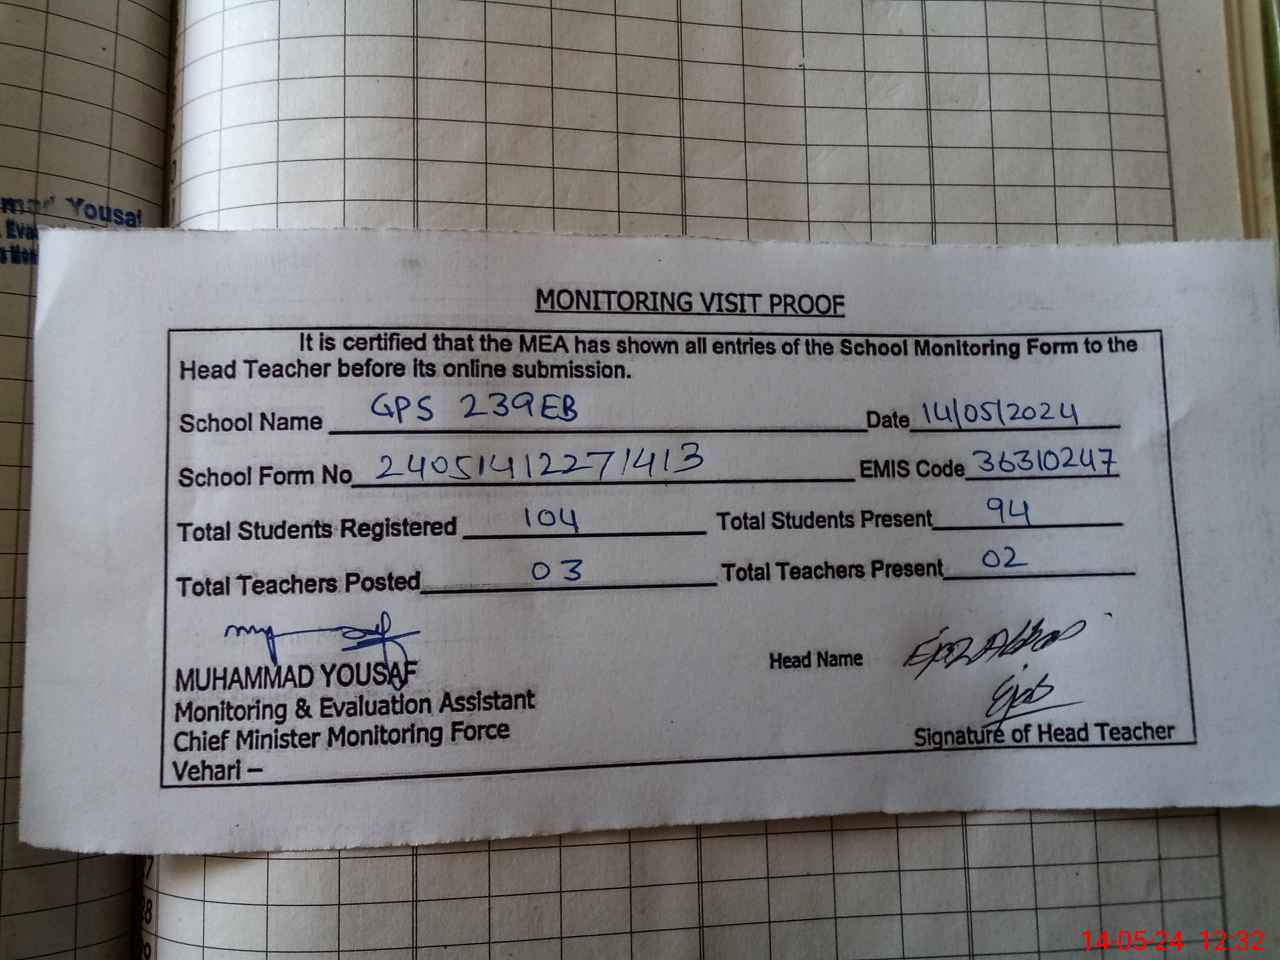 mad Yousaf
MONITORING VISIT PROOF
It is certified that the MEA has shown all entries of the School Monitoring Form to the
Head Teacher before its online submission.
School Name GPS 239EB Date 14/05/2024
School Form No 24051412271413 EMIS Code 36310247
Total Students Registered 104 Total Students Present 94
Total Teachers Posted 03 Total Teachers Present 02
MUHAMMAD YOUSAF
Monitoring & Evaluation Assistant
Chief Minister Monitoring Force
Vehari –
Head Name Ejaz Abbas
Ejab
Signature of Head Teacher
14-05-24 12:32